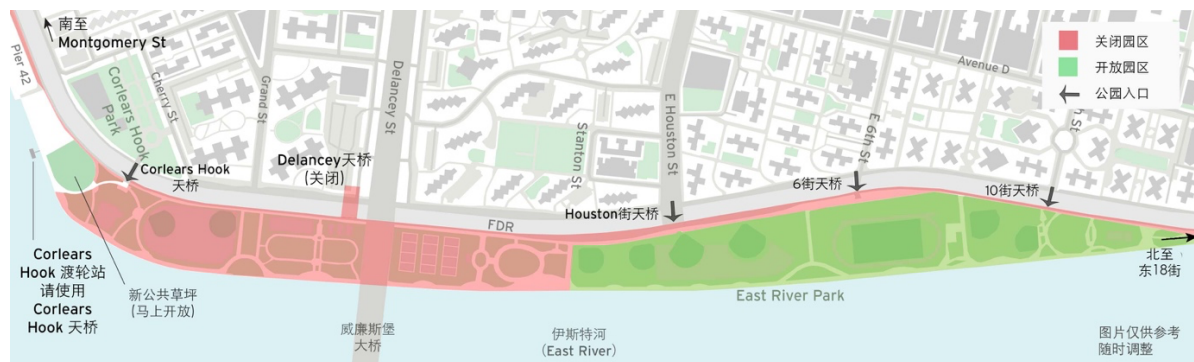 南至
Montgomery St
Pier 42
Corlears Hook
Park
Cherry St
Grand St
Delancey St
Stanton St
E Houston St
E 6th St
Avenue D
th St
关闭园区
开放园区
公园入口
Corlears Hook
天桥
Delancey天桥
(关闭)
Houston街天桥
6街天桥
10街天桥
FDR
北至
东18街
Corlears
Hook 渡轮站
请使用
Corlears
Hook 天桥
新公共草坪
(马上开放)
威廉斯堡
大桥
伊斯特河
(East River)
East River Park
图片仅供参考
随时调整